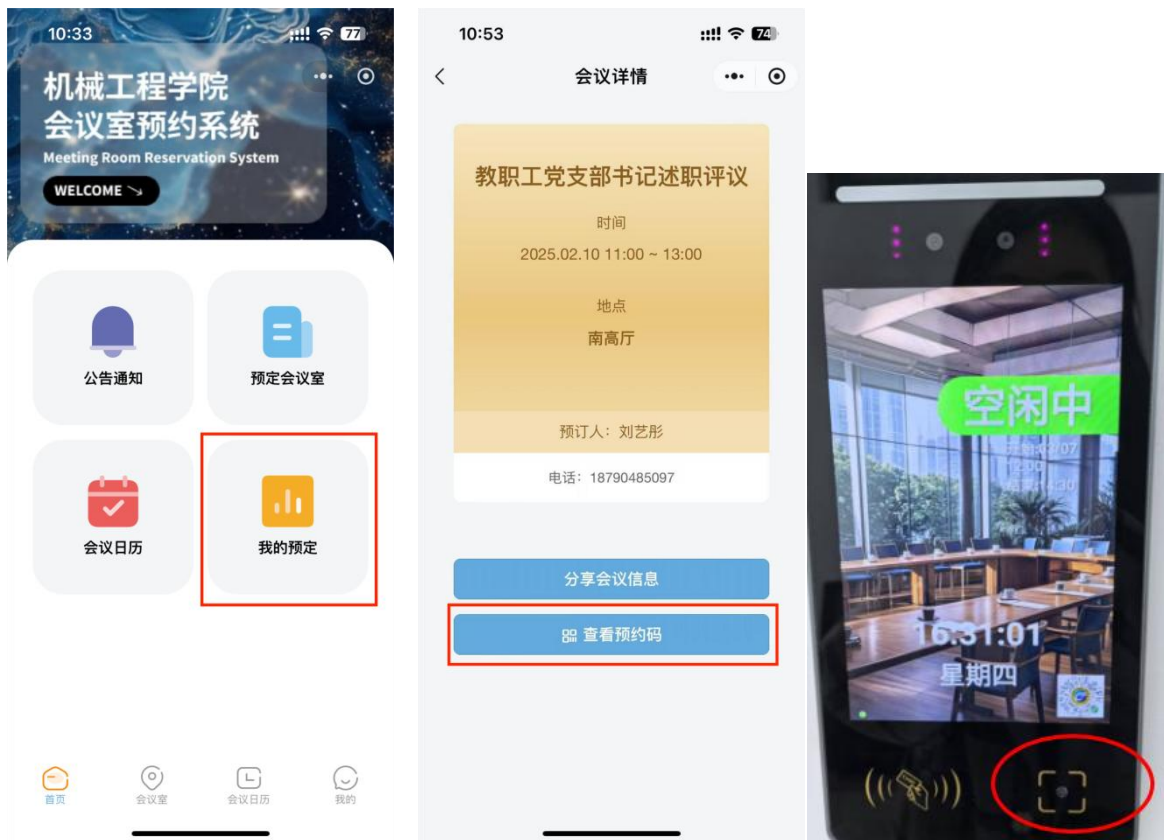 10:33
77
机械工程学院
会议室预约系统
Meeting Room Reservation System
WELCOME
公告通知
预定会议室
会议日历
我的预定
首页
会议室
会议日历
我的
10:53
74
会议详情
教职工党支部书记述职评议
时间
2025.02.10 11:00 ~ 13:00
地点
南高厅
预订人：刘艺彤
电话：18790485097
分享会议信息
查看预约码
空闲中
16:31:01
星期四